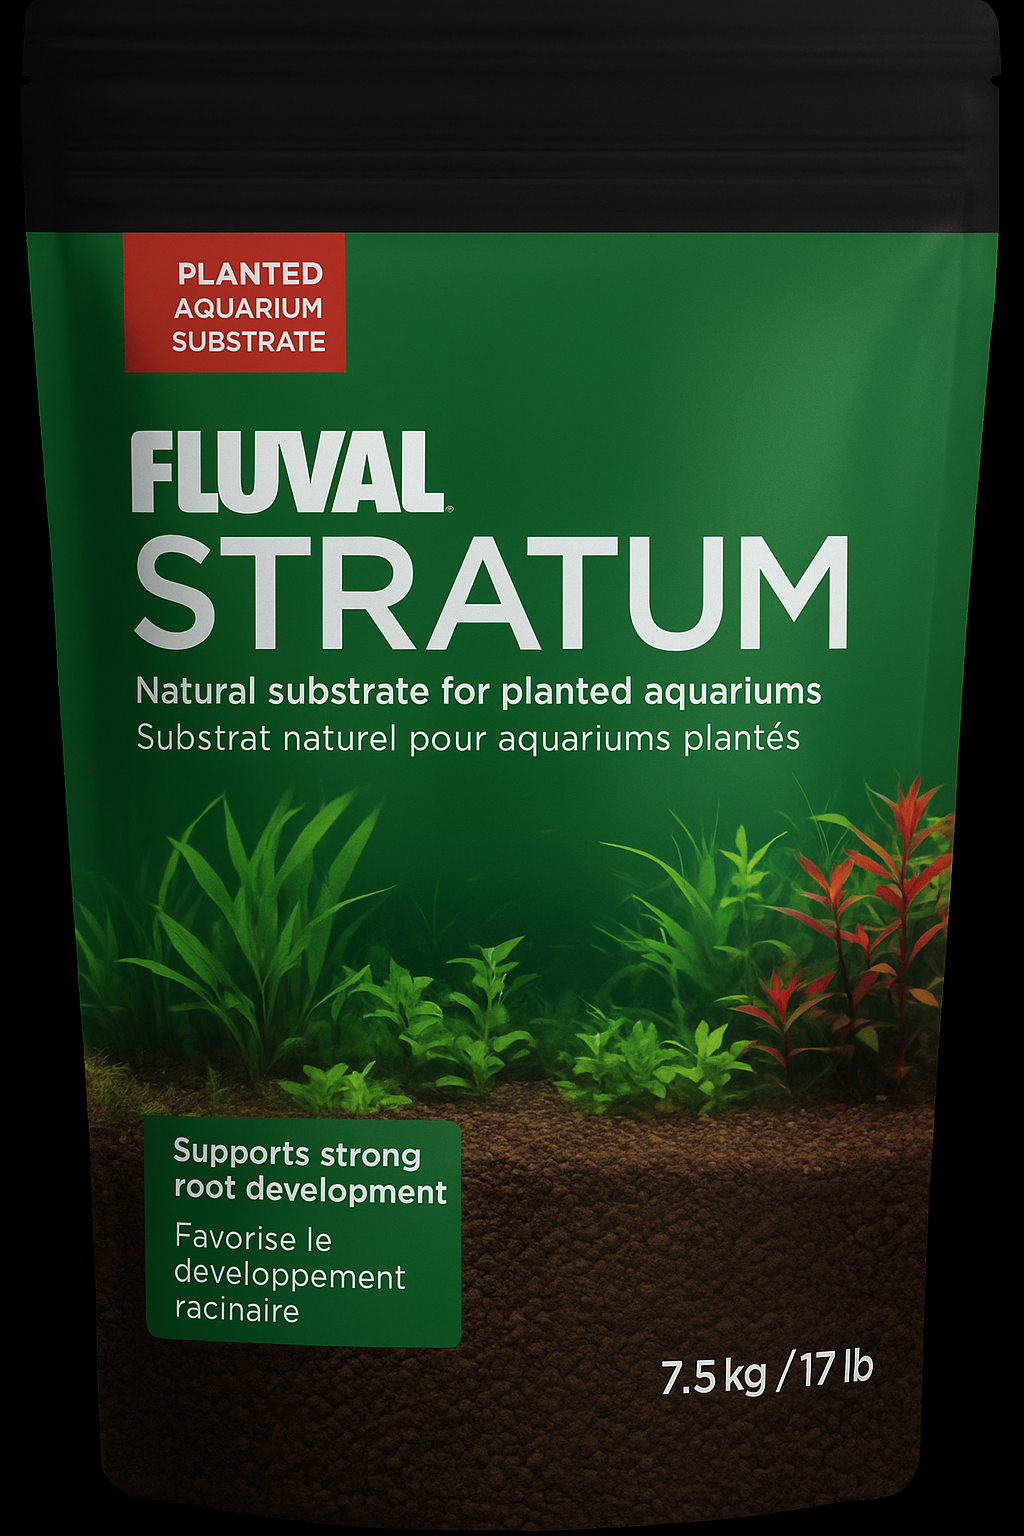 PLANTED
AQUARIUM
SUBSTRATE
FLUVAL®
STRATUM
Natural substrate for planted aquariums
Substrat naturel pour aquariums plantés
Supports strong
root development
Favorise le
developpement
racinaire
7.5 kg / 17 lb